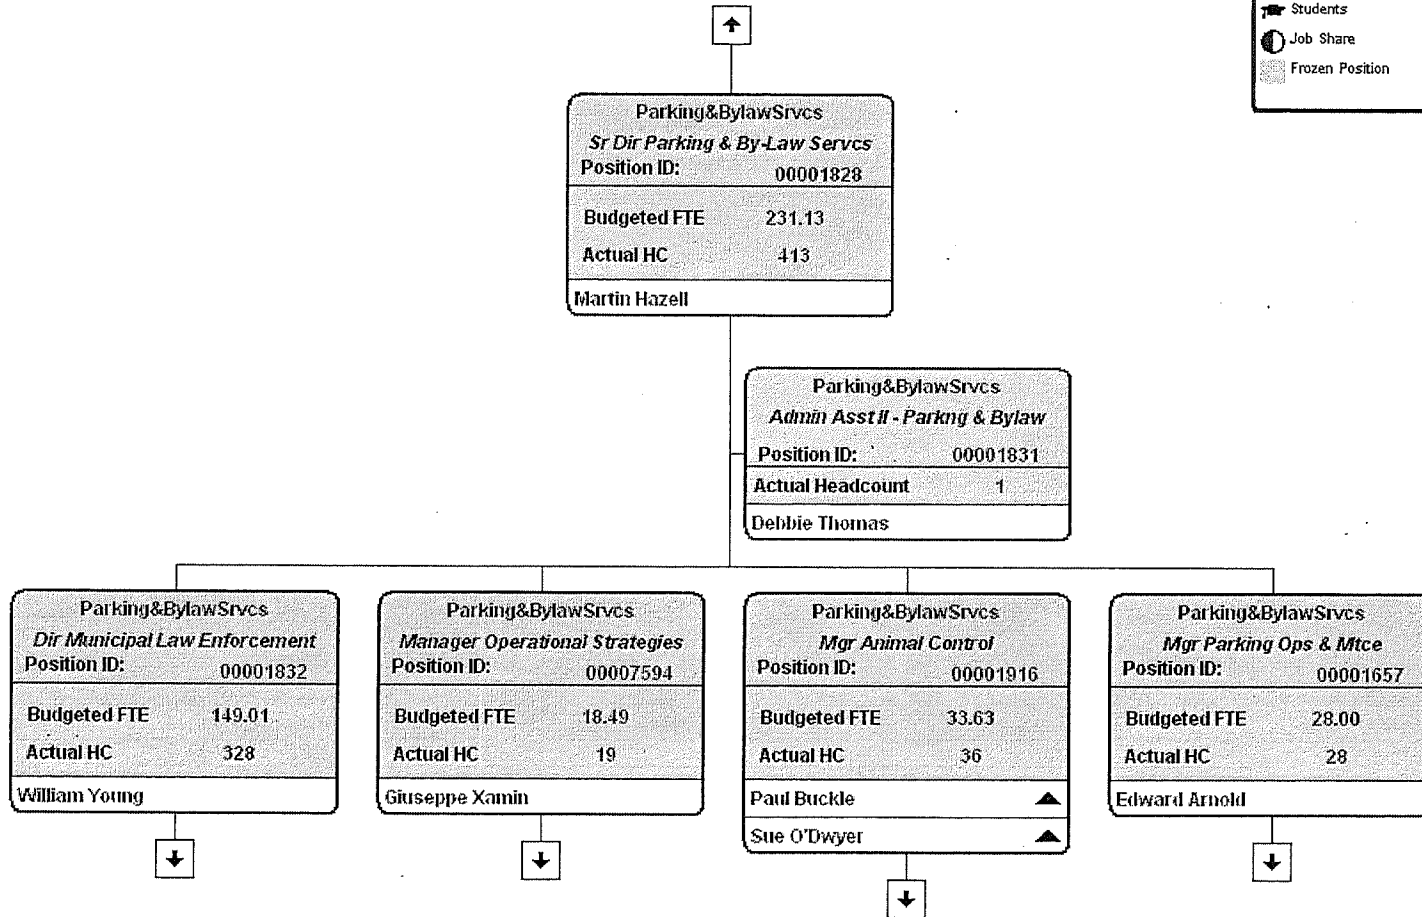 Students
Job Share
Frozen Position
Parking&BylawSrvcs
Sr Dir Parking & By-Law Servcs
Position ID: 00001828
Budgeted FTE 231.13
Actual HC 413
Martin Hazell
Parking&BylawSrvcs
Admin Asst II - Parkng & Bylaw
Position ID: 00001831
Actual Headcount 1
Debbie Thomas
Parking&BylawSrvcs
Dir Municipal Law Enforcement
Position ID: 00001832
Budgeted FTE 149.01
Actual HC 328
William Young
Parking&BylawSrvcs
Manager Operational Strategies
Position ID: 00007594
Budgeted FTE 18.49
Actual HC 19
Giuseppe Xamin
Parking&BylawSrvcs
Mgr Animal Control
Position ID: 00001916
Budgeted FTE 33.63
Actual HC 36
Paul Buckle
Sue O'Dwyer
Parking&BylawSrvcs
Mgr Parking Ops & Mtce
Position ID: 00001657
Budgeted FTE 28.00
Actual HC 28
Edward Arnold